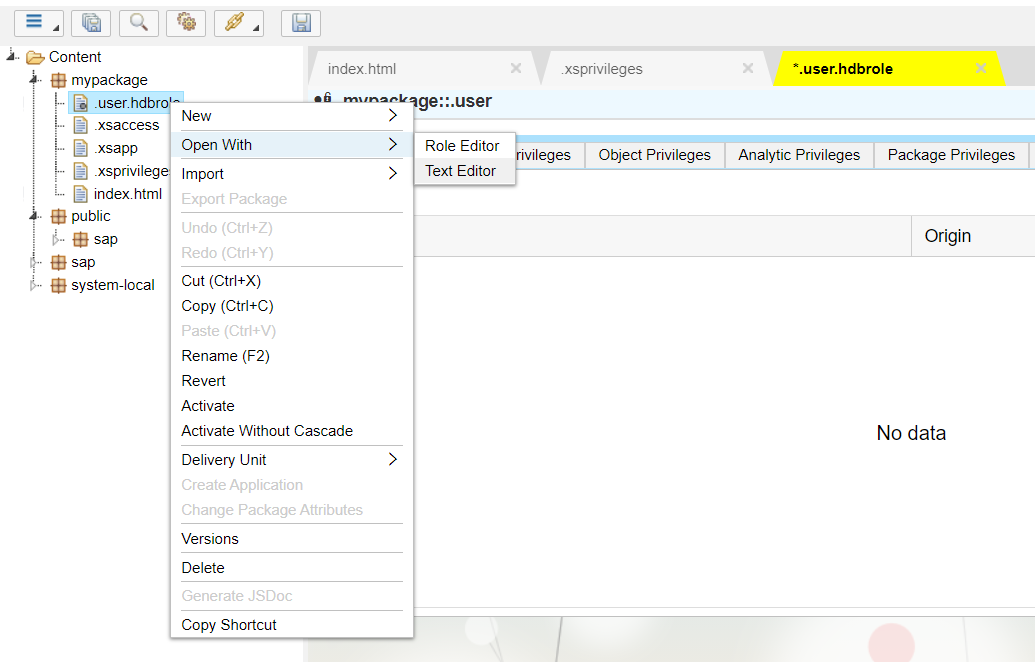 Content
mypackage
.user.hdbrole
.xsaccess
.xsapp
.xsprivileges
index.html
public
sap
sap
system-local
index.html
.xsprivileges
*.user.hdbrole
mypackage::.user
rivileges
Object Privileges
Analytic Privileges
Package Privileges
Origin
No data
New
Open With
Import
Export Package
Undo (Ctrl+Z)
Redo (Ctrl+Y)
Cut (Ctrl+X)
Copy (Ctrl+C)
Paste (Ctrl+V)
Rename (F2)
Revert
Activate
Activate Without Cascade
Delivery Unit
Create Application
Change Package Attributes
Versions
Delete
Generate JSDoc
Copy Shortcut
Role Editor
Text Editor